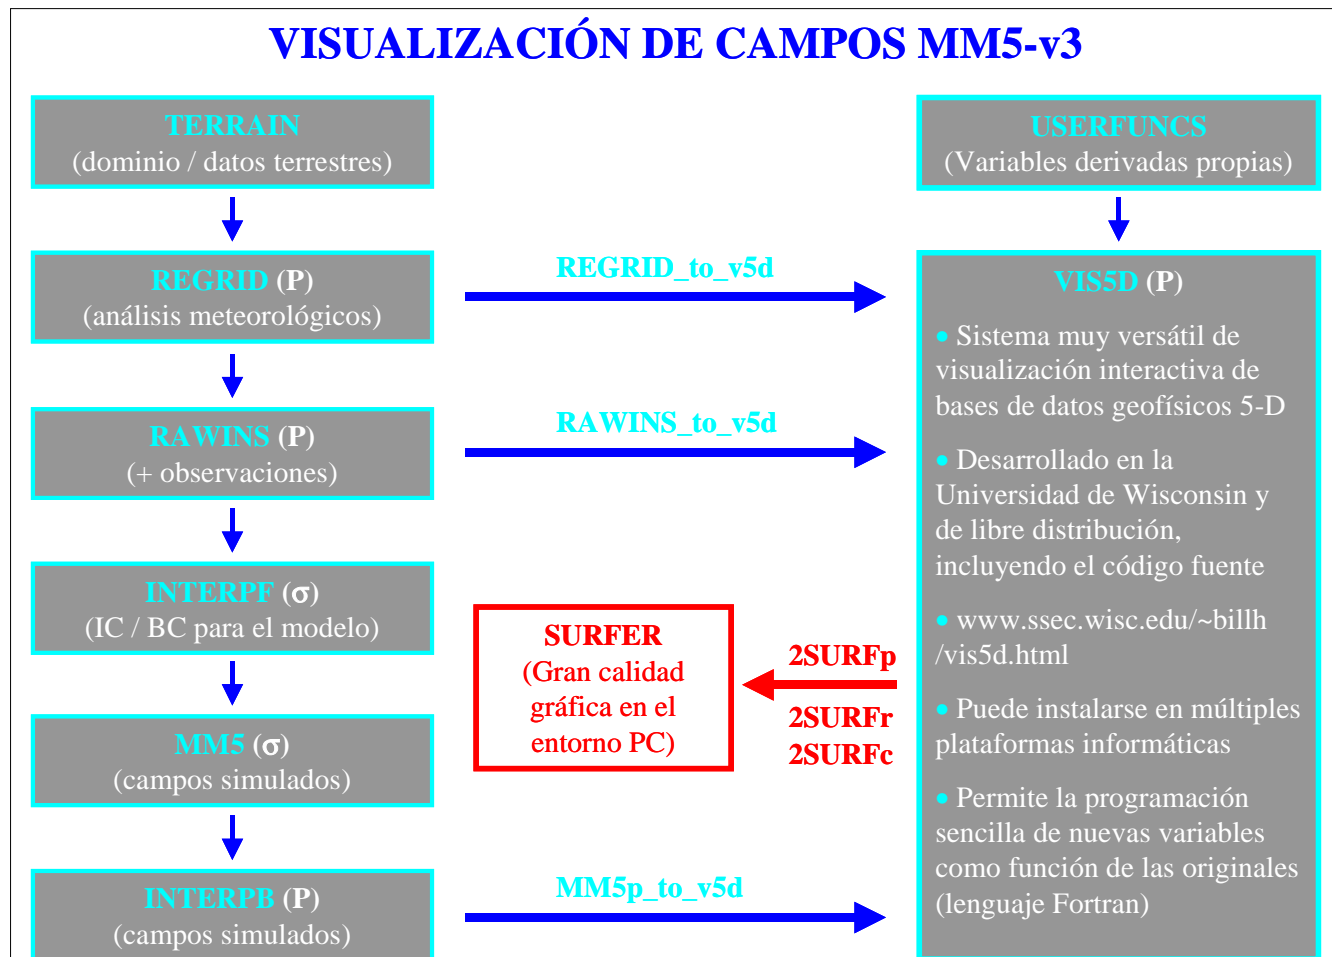 VISUALIZACIÓN DE CAMPOS MM5-v3
TERRAIN
(dominio / datos terrestres)
REGRID (P)
(análisis meteorológicos)
RAWINS (P)
(+ observaciones)
INTERPF (σ)
(IC / BC para el modelo)
MM5 (σ)
(campos simulados)
INTERPB (P)
(campos simulados)
REGRID_to_v5d
RAWINS_to_v5d
SURFER
(Gran calidad
gráfica en el
entorno PC)
2SURFp
2SURFr
2SURFc
MM5p_to_v5d
USERFUNCS
(Variables derivadas propias)
VIS5D (P)
• Sistema muy versátil de
visualización interactiva de
bases de datos geofísicos 5-D
• Desarrollado en la
Universidad de Wisconsin y
de libre distribución,
incluyendo el código fuente
• www.ssec.wisc.edu/~billh
/vis5d.html
• Puede instalarse en múltiples
plataformas informáticas
• Permite la programación
sencilla de nuevas variables
como función de las originales
(lenguaje Fortran)